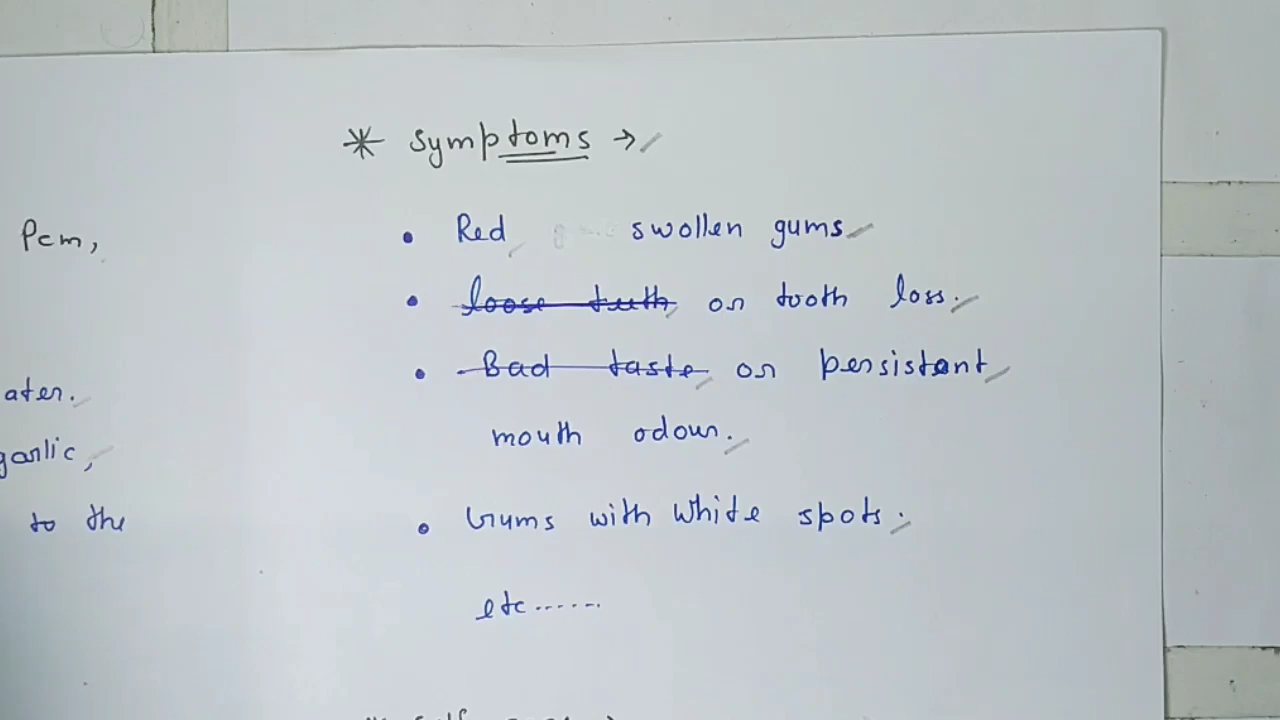 * Symptoms →
Pcm,
• Red swollen gums
• loose teeth or tooth loss.
• Bad taste or persistant
ater.
mouth odour.
garlic,
• Gums with white spots.
to the
etc......